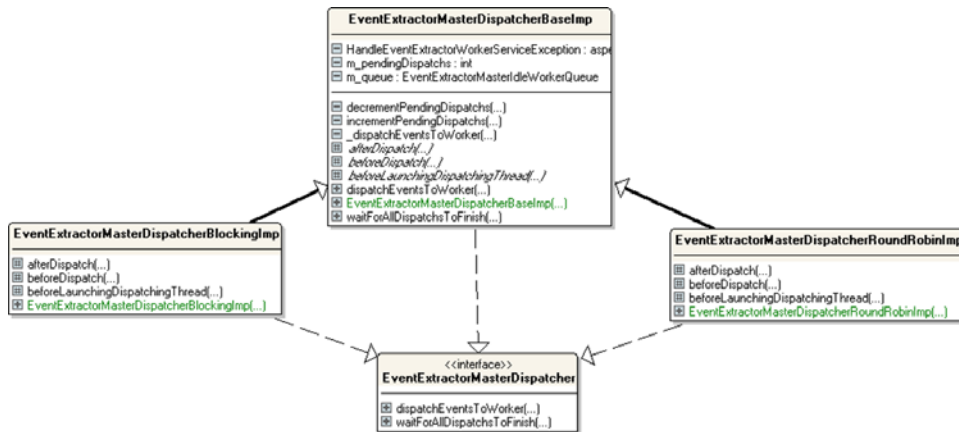 EventExtractorMasterDispatcherBaseImp
HandleEventExtractorWorkerServiceException : aspe
m_pendingDispatchs : int
m_queue : EventExtractorMasterIdleWorkerQueue
decrementPendingDispatchs(...)
incrementPendingDispatchs(...)
_dispatchEventsToWorker(...)
afterDispatch(...)
beforeDispatch(...)
beforeLaunchingDispatchingThread(...)
dispatchEventsToWorker(...)
EventExtractorMasterDispatcherBaseImp(...)
waitForAllDispatchsToFinish(...)
EventExtractorMasterDispatcherBlockingImp
afterDispatch(...)
beforeDispatch(...)
beforeLaunchingDispatchingThread(...)
EventExtractorMasterDispatcherBlockingImp(...)
EventExtractorMasterDispatcherRoundRobinImp
afterDispatch(...)
beforeDispatch(...)
beforeLaunchingDispatchingThread(...)
EventExtractorMasterDispatcherRoundRobinImp(...)
<<interface>>
EventExtractorMasterDispatcher
dispatchEventsToWorker(...)
waitForAllDispatchsToFinish(...)